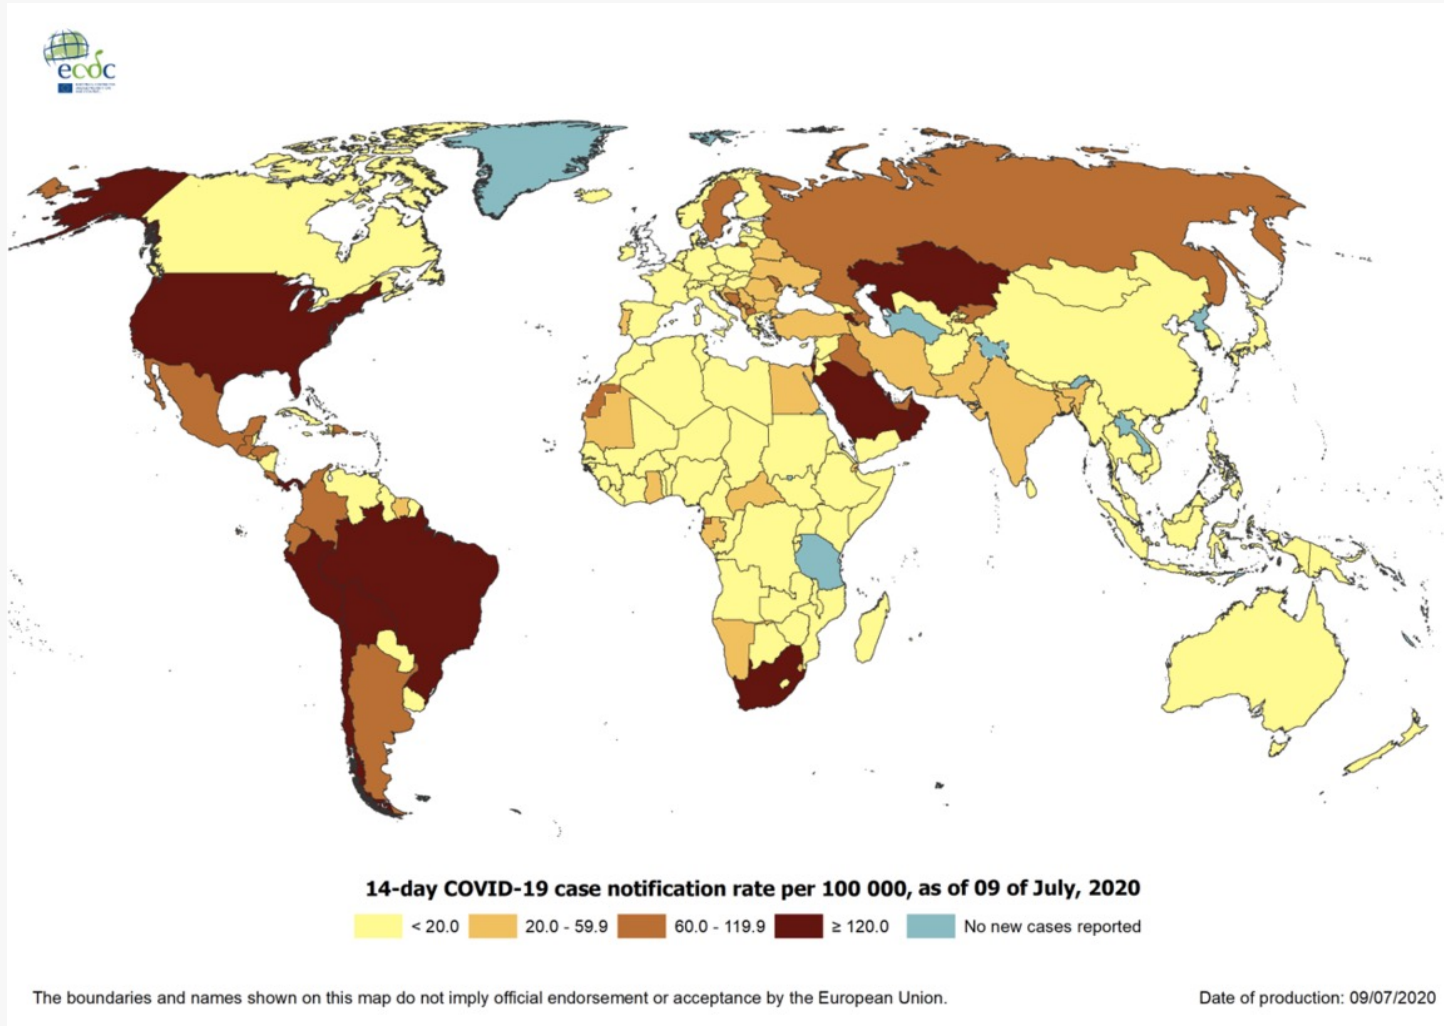 ecdc
14-day COVID-19 case notification rate per 100 000, as of 09 of July, 2020
< 20.0 20.0 - 59.9 60.0 - 119.9 ≥ 120.0 No new cases reported
The boundaries and names shown on this map do not imply official endorsement or acceptance by the European Union. Date of production: 09/07/2020